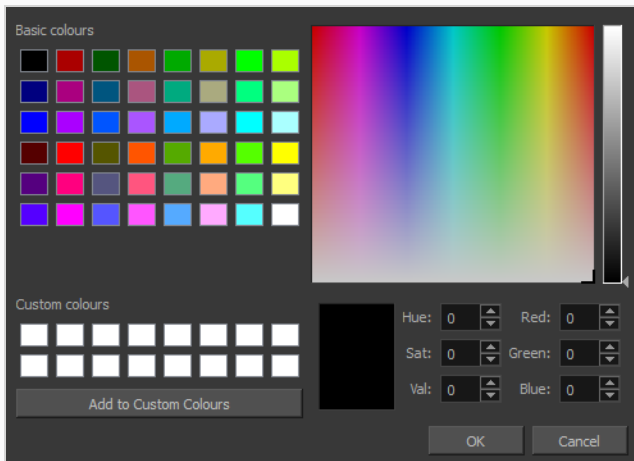 Basic colours
Custom colours
Add to Custom Colours
Hue: 0 Red: 0
Sat: 0 Green: 0
Val: 0 Blue: 0
OK Cancel